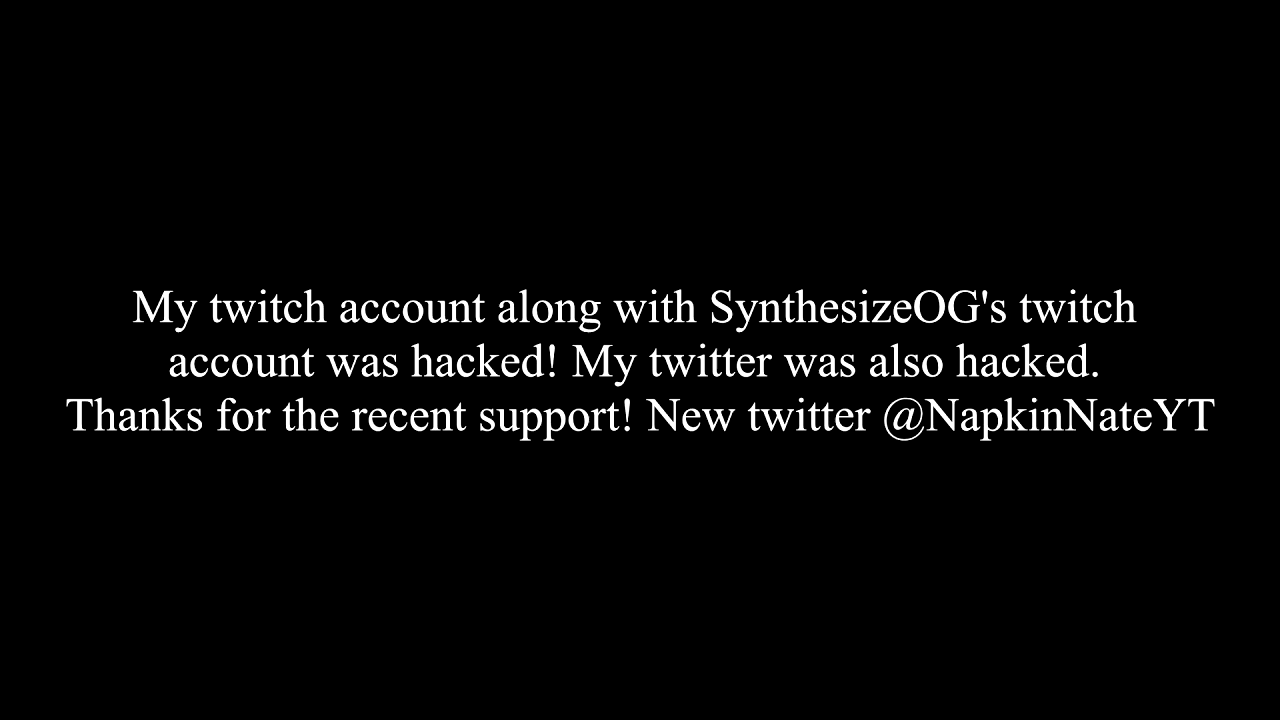 My twitch account along with SynthesizeOG's twitch
account was hacked! My twitter was also hacked.
Thanks for the recent support! New twitter @NapkinNateYT